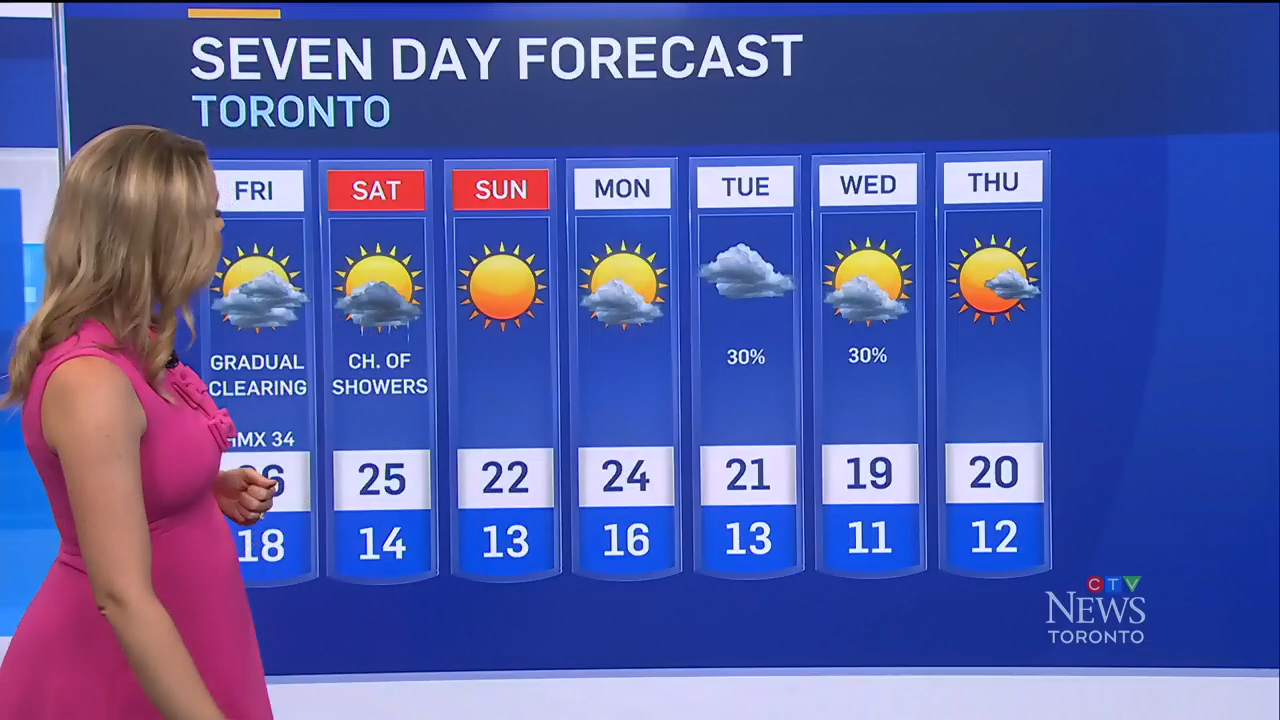 SEVEN DAY FORECAST
TORONTO
FRI SAT SUN MON TUE WED THU
GRADUAL CLEARING
CH. OF SHOWERS
30% 30%
HMX 34
25 22 24 21 19 20
18 14 13 16 13 11 12
CTV
NEWS
TORONTO